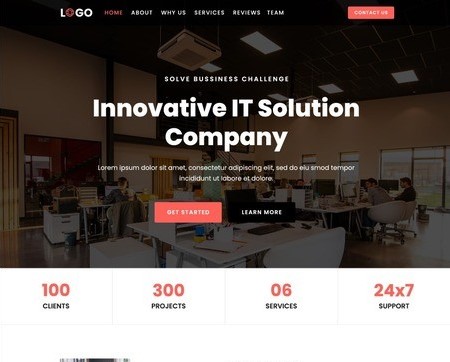 LOGO HOME ABOUT WHY US SERVICES REVIEWS TEAM CONTACT US
SOLVE BUSSINESS CHALLENGE
Innovative IT Solution
Company
Lorem ipsum dolor sit amet, consectetur adipiscing elit, sed do eiu smod tempor
incididunt ut labore et dolore.
GET STARTED LEARN MORE
100 300 06 24x7
CLIENTS PROJECTS SERVICES SUPPORT